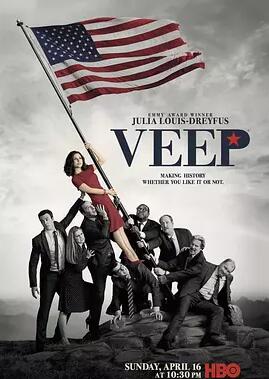 EMMY® AWARD WINNER
JULIA LOUIS-DREYFUS
VEEP
MAKING HISTORY
WHETHER YOU LIKE IT OR NOT.
SUNDAY, APRIL 16
AT 10:30 PM HBO